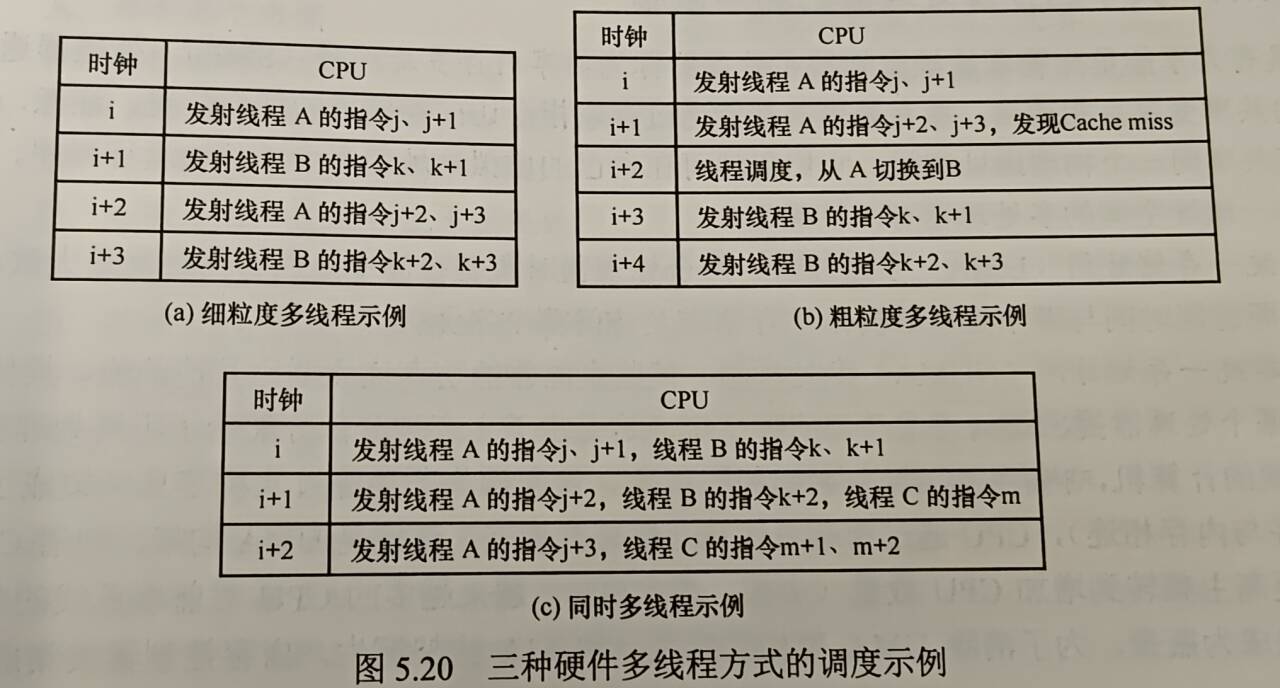 时钟 CPU
i 发射线程 A 的指令j、j+1
i+1 发射线程 B 的指令k、k+1
i+2 发射线程 A 的指令j+2、j+3
i+3 发射线程 B 的指令k+2、k+3
(a) 细粒度多线程示例
时钟 CPU
i 发射线程 A 的指令j、j+1
i+1 发射线程 A 的指令j+2、j+3，发现Cache miss
i+2 线程调度，从 A 切换到B
i+3 发射线程 B 的指令k、k+1
i+4 发射线程 B 的指令k+2、k+3
(b) 粗粒度多线程示例
时钟 CPU
i 发射线程 A 的指令j、j+1，线程 B 的指令k、k+1
i+1 发射线程 A 的指令j+2，线程 B 的指令k+2，线程 C 的指令m
i+2 发射线程 A 的指令j+3，线程 C 的指令m+1、m+2
(c) 同时多线程示例
图 5.20 三种硬件多线程方式的调度示例